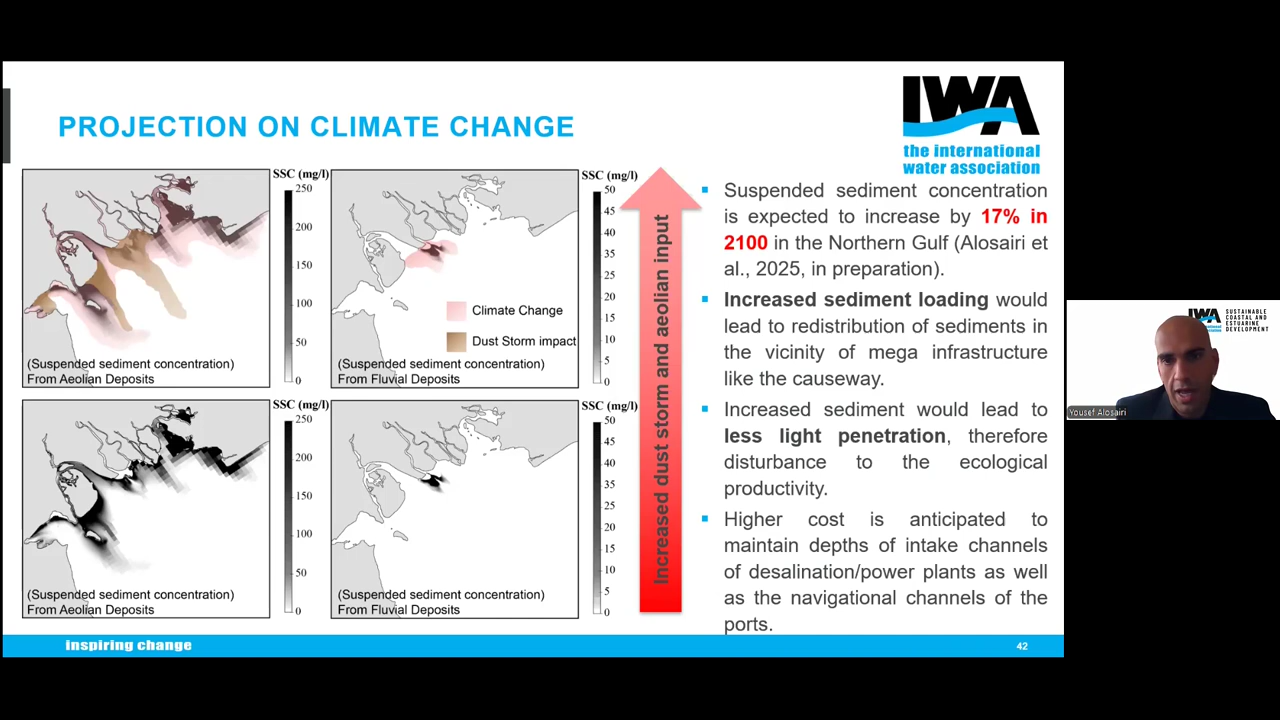 PROJECTION ON CLIMATE CHANGE
IWA
the international
water association
SSC (mg/l)
250
200
150
100
50
0
(Suspended sediment concentration)
From Aeolian Deposits
SSC (mg/l)
50
45
40
35
30
25
20
15
10
5
0
Climate Change
Dust Storm impact
(Suspended sediment concentration)
From Fluvial Deposits
SSC (mg/l)
250
200
150
100
50
0
(Suspended sediment concentration)
From Aeolian Deposits
SSC (mg/l)
50
45
40
35
30
25
20
15
10
5
0
(Suspended sediment concentration)
From Fluvial Deposits
Increased dust storm and aeolian input
▪ Suspended sediment concentration
is expected to increase by 17% in
2100 in the Northern Gulf (Alosairi et
al., 2025, in preparation).
▪ Increased sediment loading would
lead to redistribution of sediments in
the vicinity of mega infrastructure
like the causeway.
▪ Increased sediment would lead to
less light penetration, therefore
disturbance to the ecological
productivity.
▪ Higher cost is anticipated to
maintain depths of intake channels
of desalination/power plants as well
as the navigational channels of the
ports.
inspiring change
42
IWA
SUSTAINABLE
COASTAL AND
ESTUARINE
DEVELOPMENT
Yousef Alosairi